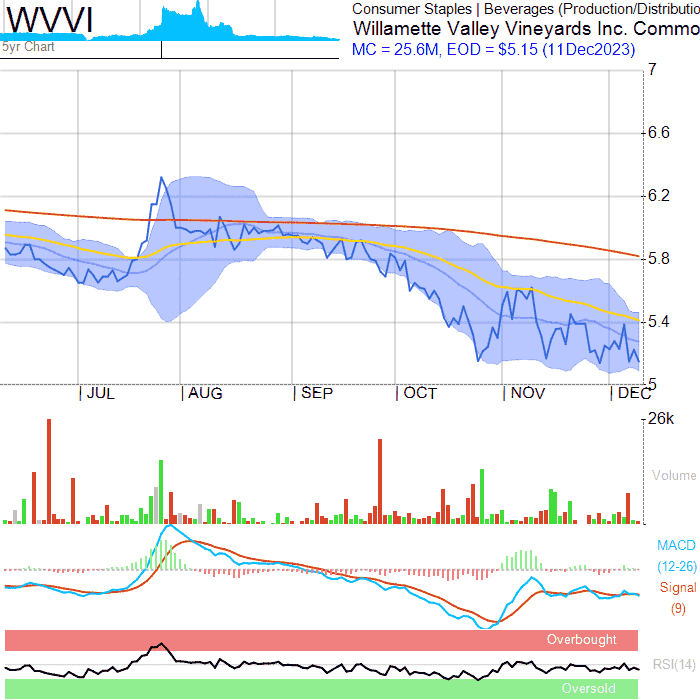 WVVI
5yr Chart
Consumer Staples | Beverages (Production/Distributio
Willamette Valley Vineyards Inc. Commo
MC = 25.6M, EOD = $5.15 (11Dec2023)
7
6.6
6.2
5.8
5.4
5
JUL AUG SEP OCT NOV DEC
26k
Volume
MACD
(12-26)
Signal
(9)
Overbought
RSI(14)
Oversold